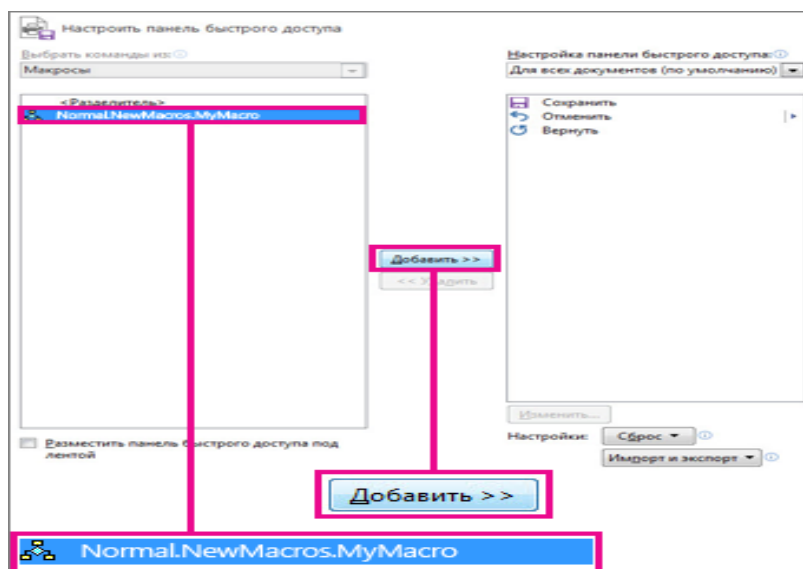 Настроить панель быстрого доступа
Выбрать команды из:
Макросы
<Разделитель>
Normal.NewMacros.MyMacro
Добавить >>
<< Удалить
Настройка панели быстрого доступа:
Для всех документов (по умолчанию)
Сохранить
Отменить
Вернуть
Изменить...
Разместить панель быстрого доступа под
лентой
Настройки:
Сброс
Импорт и экспорт
Добавить >>
Normal.NewMacros.MyMacro